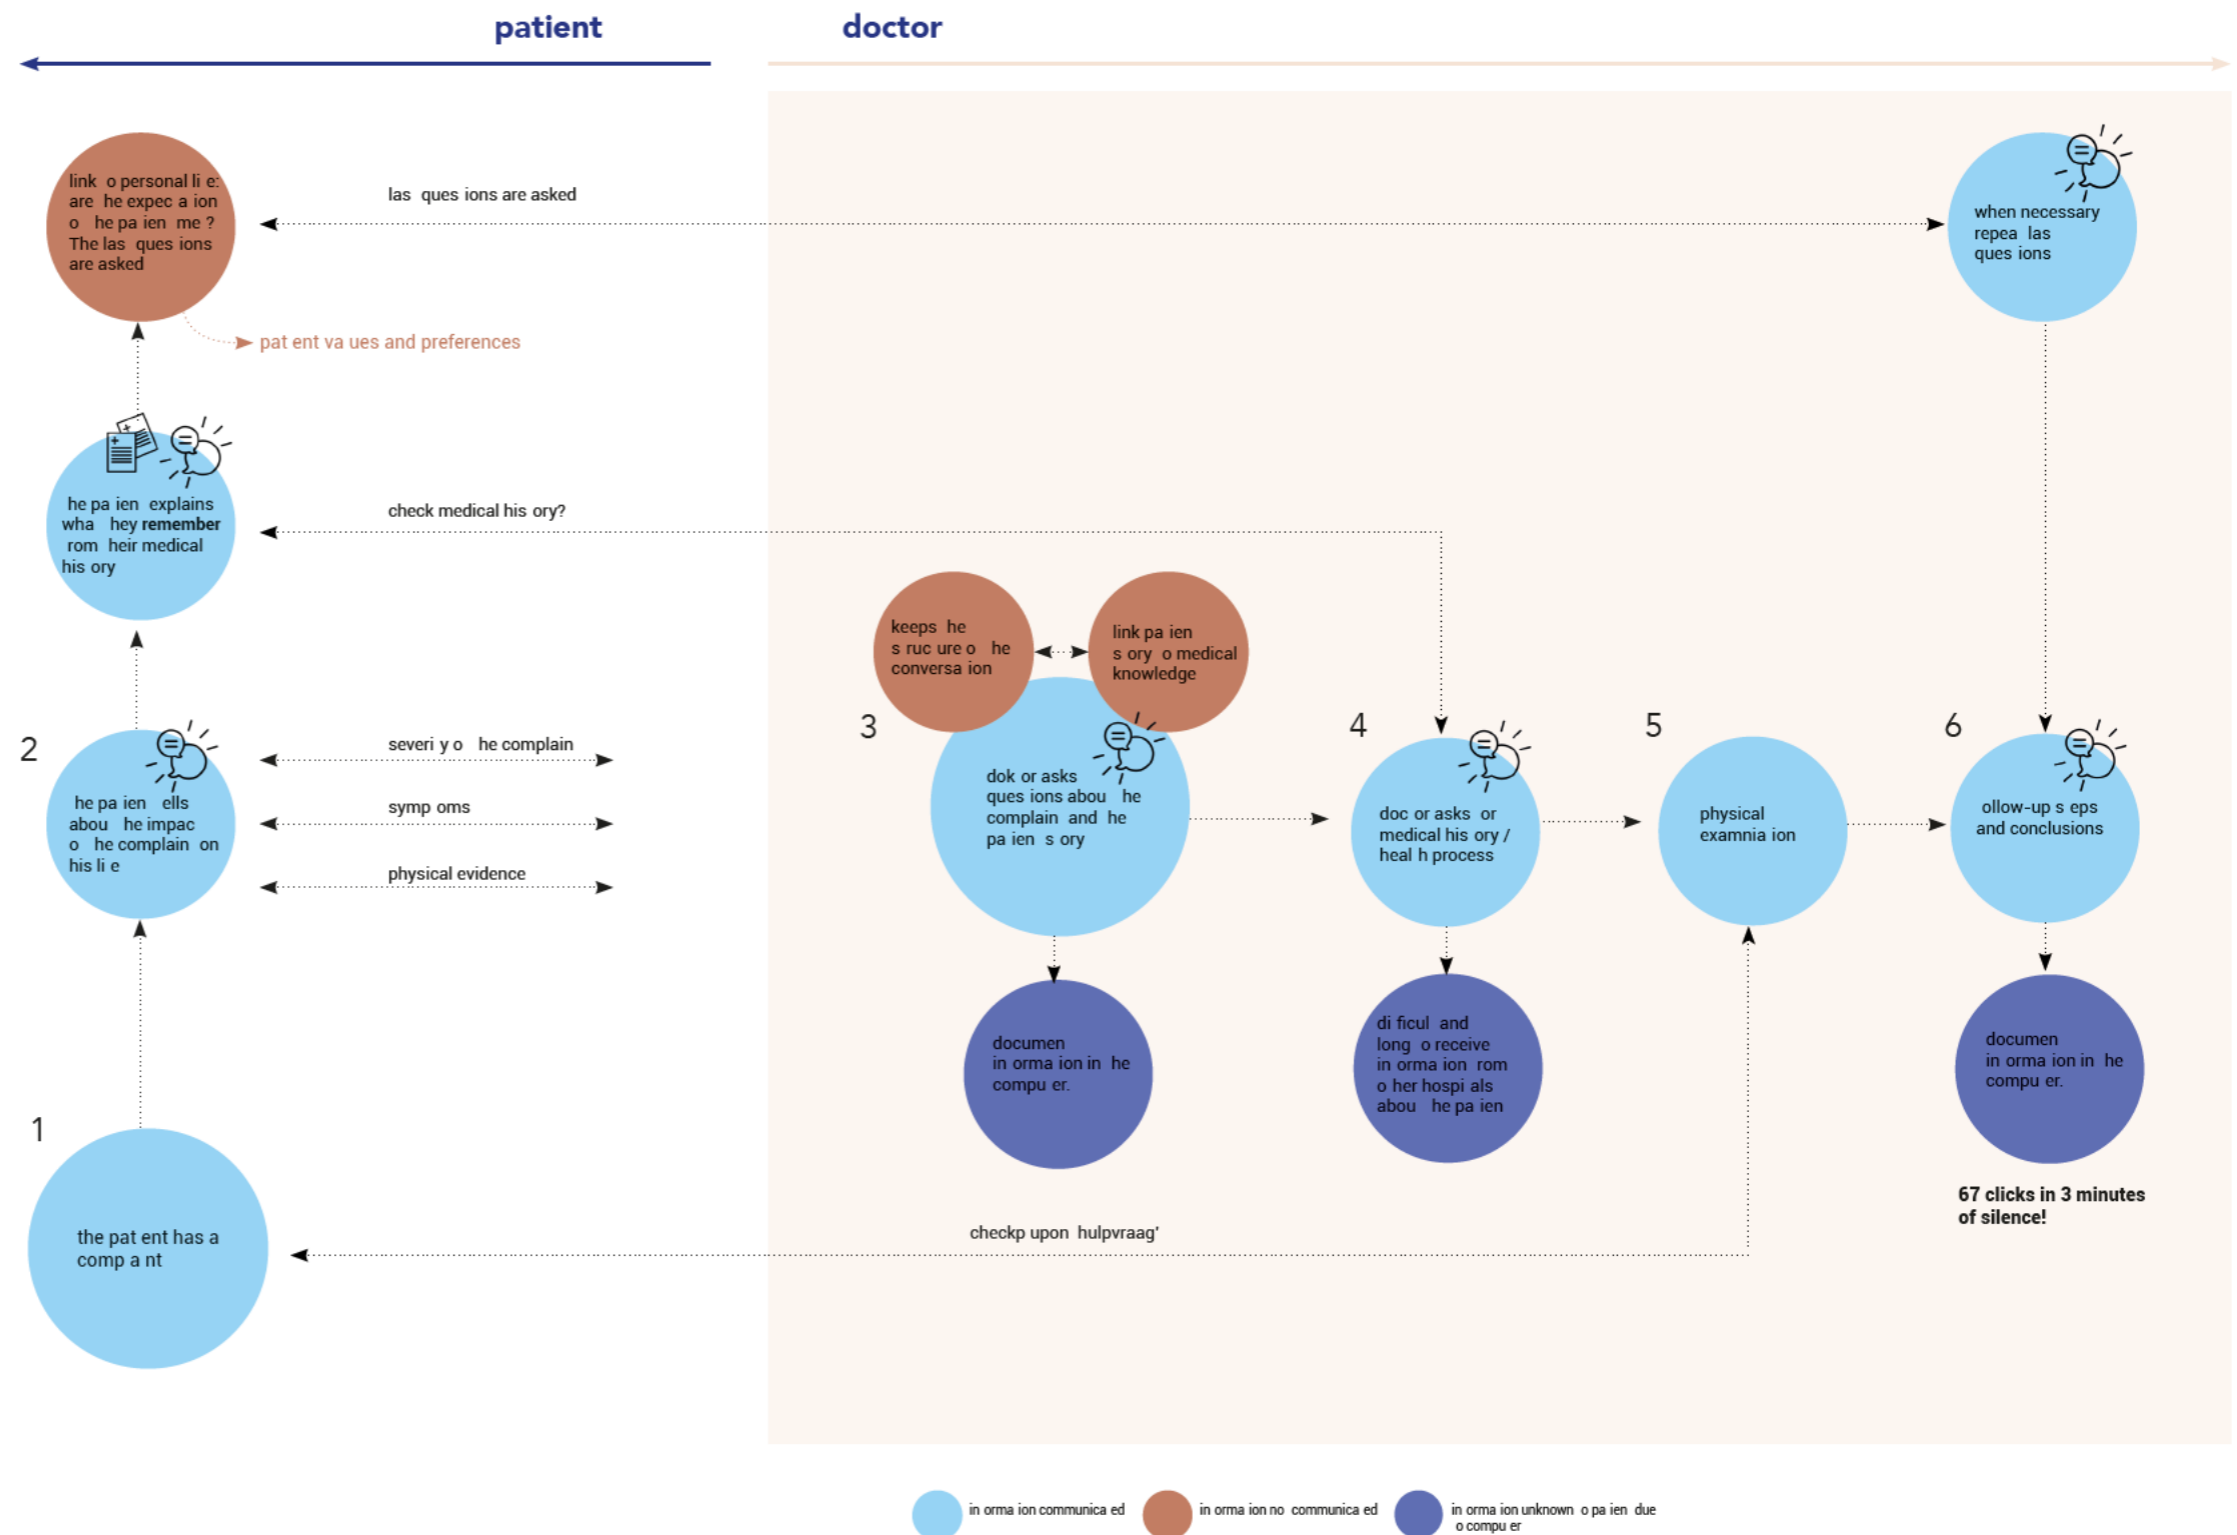 patient
doctor
link o personal li e:
are he expec a ion
o he pa ien me ?
The las ques ions
are asked
las ques ions are asked
when necessary
repea las
ques ions
pat ent va ues and preferences
he pa ien explains
wha hey remember
rom heir medical
his ory
check medical his ory?
keeps he
s ruc ure o he
conversa ion
link pa ien
s ory o medical
knowledge
2
he pa ien ells
abou he impac
o he complain on
his li e
severi y o he complain
symp oms
physical evidence
3
dok or asks
ques ions abou he
complain and he
pa ien s ory
4
doc or asks or
medical his ory /
heal h process
5
physical
examnia ion
6
ollow-up s eps
and conclusions
documen
in orma ion in he
compu er.
di ficul and
long o receive
in orma ion rom
o her hospi als
abou he pa ien
documen
in orma ion in he
compu er.
67 clicks in 3 minutes
of silence!
1
the pat ent has a
comp a nt
checkp upon hulpvraag'
in orma ion communica ed
in orma ion no communica ed
in orma ion unknown o pa ien due
o compu er